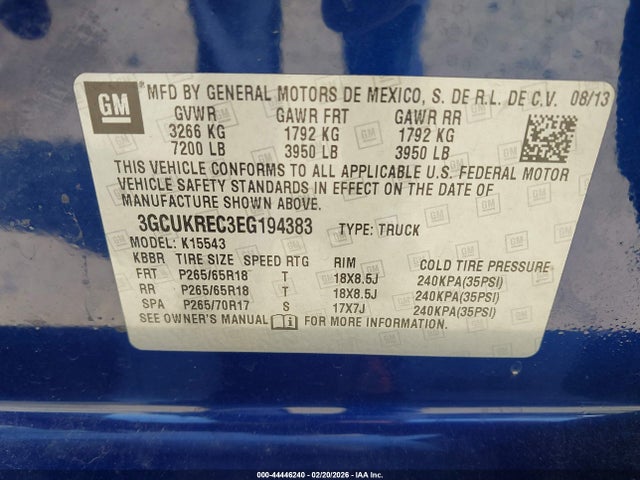 GM
MFD BY GENERAL MOTORS DE MEXICO, S. DE R.L. DE C.V. 08/13
GVWR GAWR FRT GAWR RR
3266 KG 1792 KG 1792 KG
7200 LB 3950 LB 3950 LB
THIS VEHICLE CONFORMS TO ALL APPLICABLE U.S. FEDERAL MOTOR
VEHICLE SAFETY STANDARDS IN EFFECT ON THE DATE OF
MANUFACTURE SHOWN ABOVE.
3GCUKREC3EG194383 TYPE: TRUCK
MODEL: K15543
KBBR TIRE SIZE SPEED RTG RIM COLD TIRE PRESSURE
FRT P265/65R18 T 18X8.5J 240KPA(35PSI)
RR P265/65R18 T 18X8.5J 240KPA(35PSI)
SPA P265/70R17 S 17X7J 240KPA(35PSI)
SEE OWNER'S MANUAL FOR MORE INFORMATION.
000-44446240 - 02/20/2026 - IAA Inc.